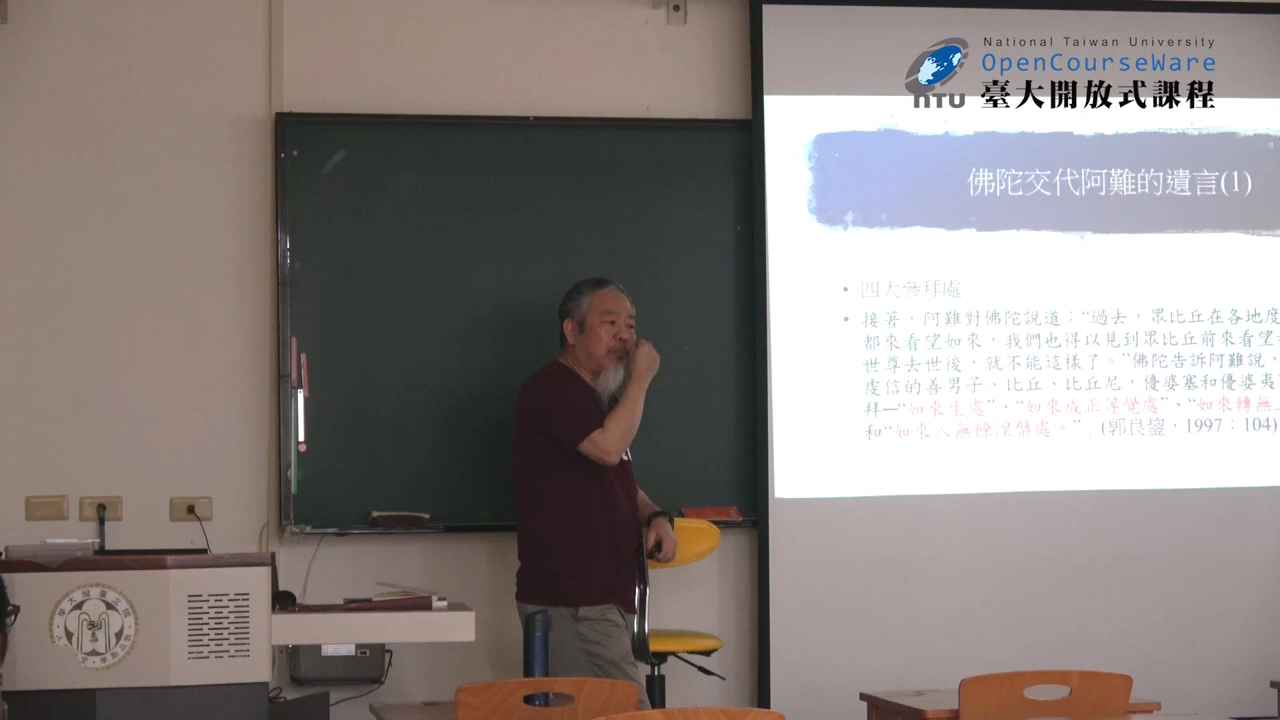 National Taiwan University
OpenCourseWare
NTU 臺大開放式課程
佛陀交代阿難的遺言(1)
• 四大參拜處
• 接著，阿難對佛陀說道：“過去，眾比丘在各地度
都來看望如來，我們也得以見到眾比丘前來看望
世尊去世後，就不能這樣了。”佛陀告訴阿難說，
虔信的善男子、比丘、比丘尼，優婆塞和優婆夷
拜─“如來生處”、“如來成正等覺處”、“如來轉無
和“如來入無餘涅槃處。”」(郭良鋆，1997：104)